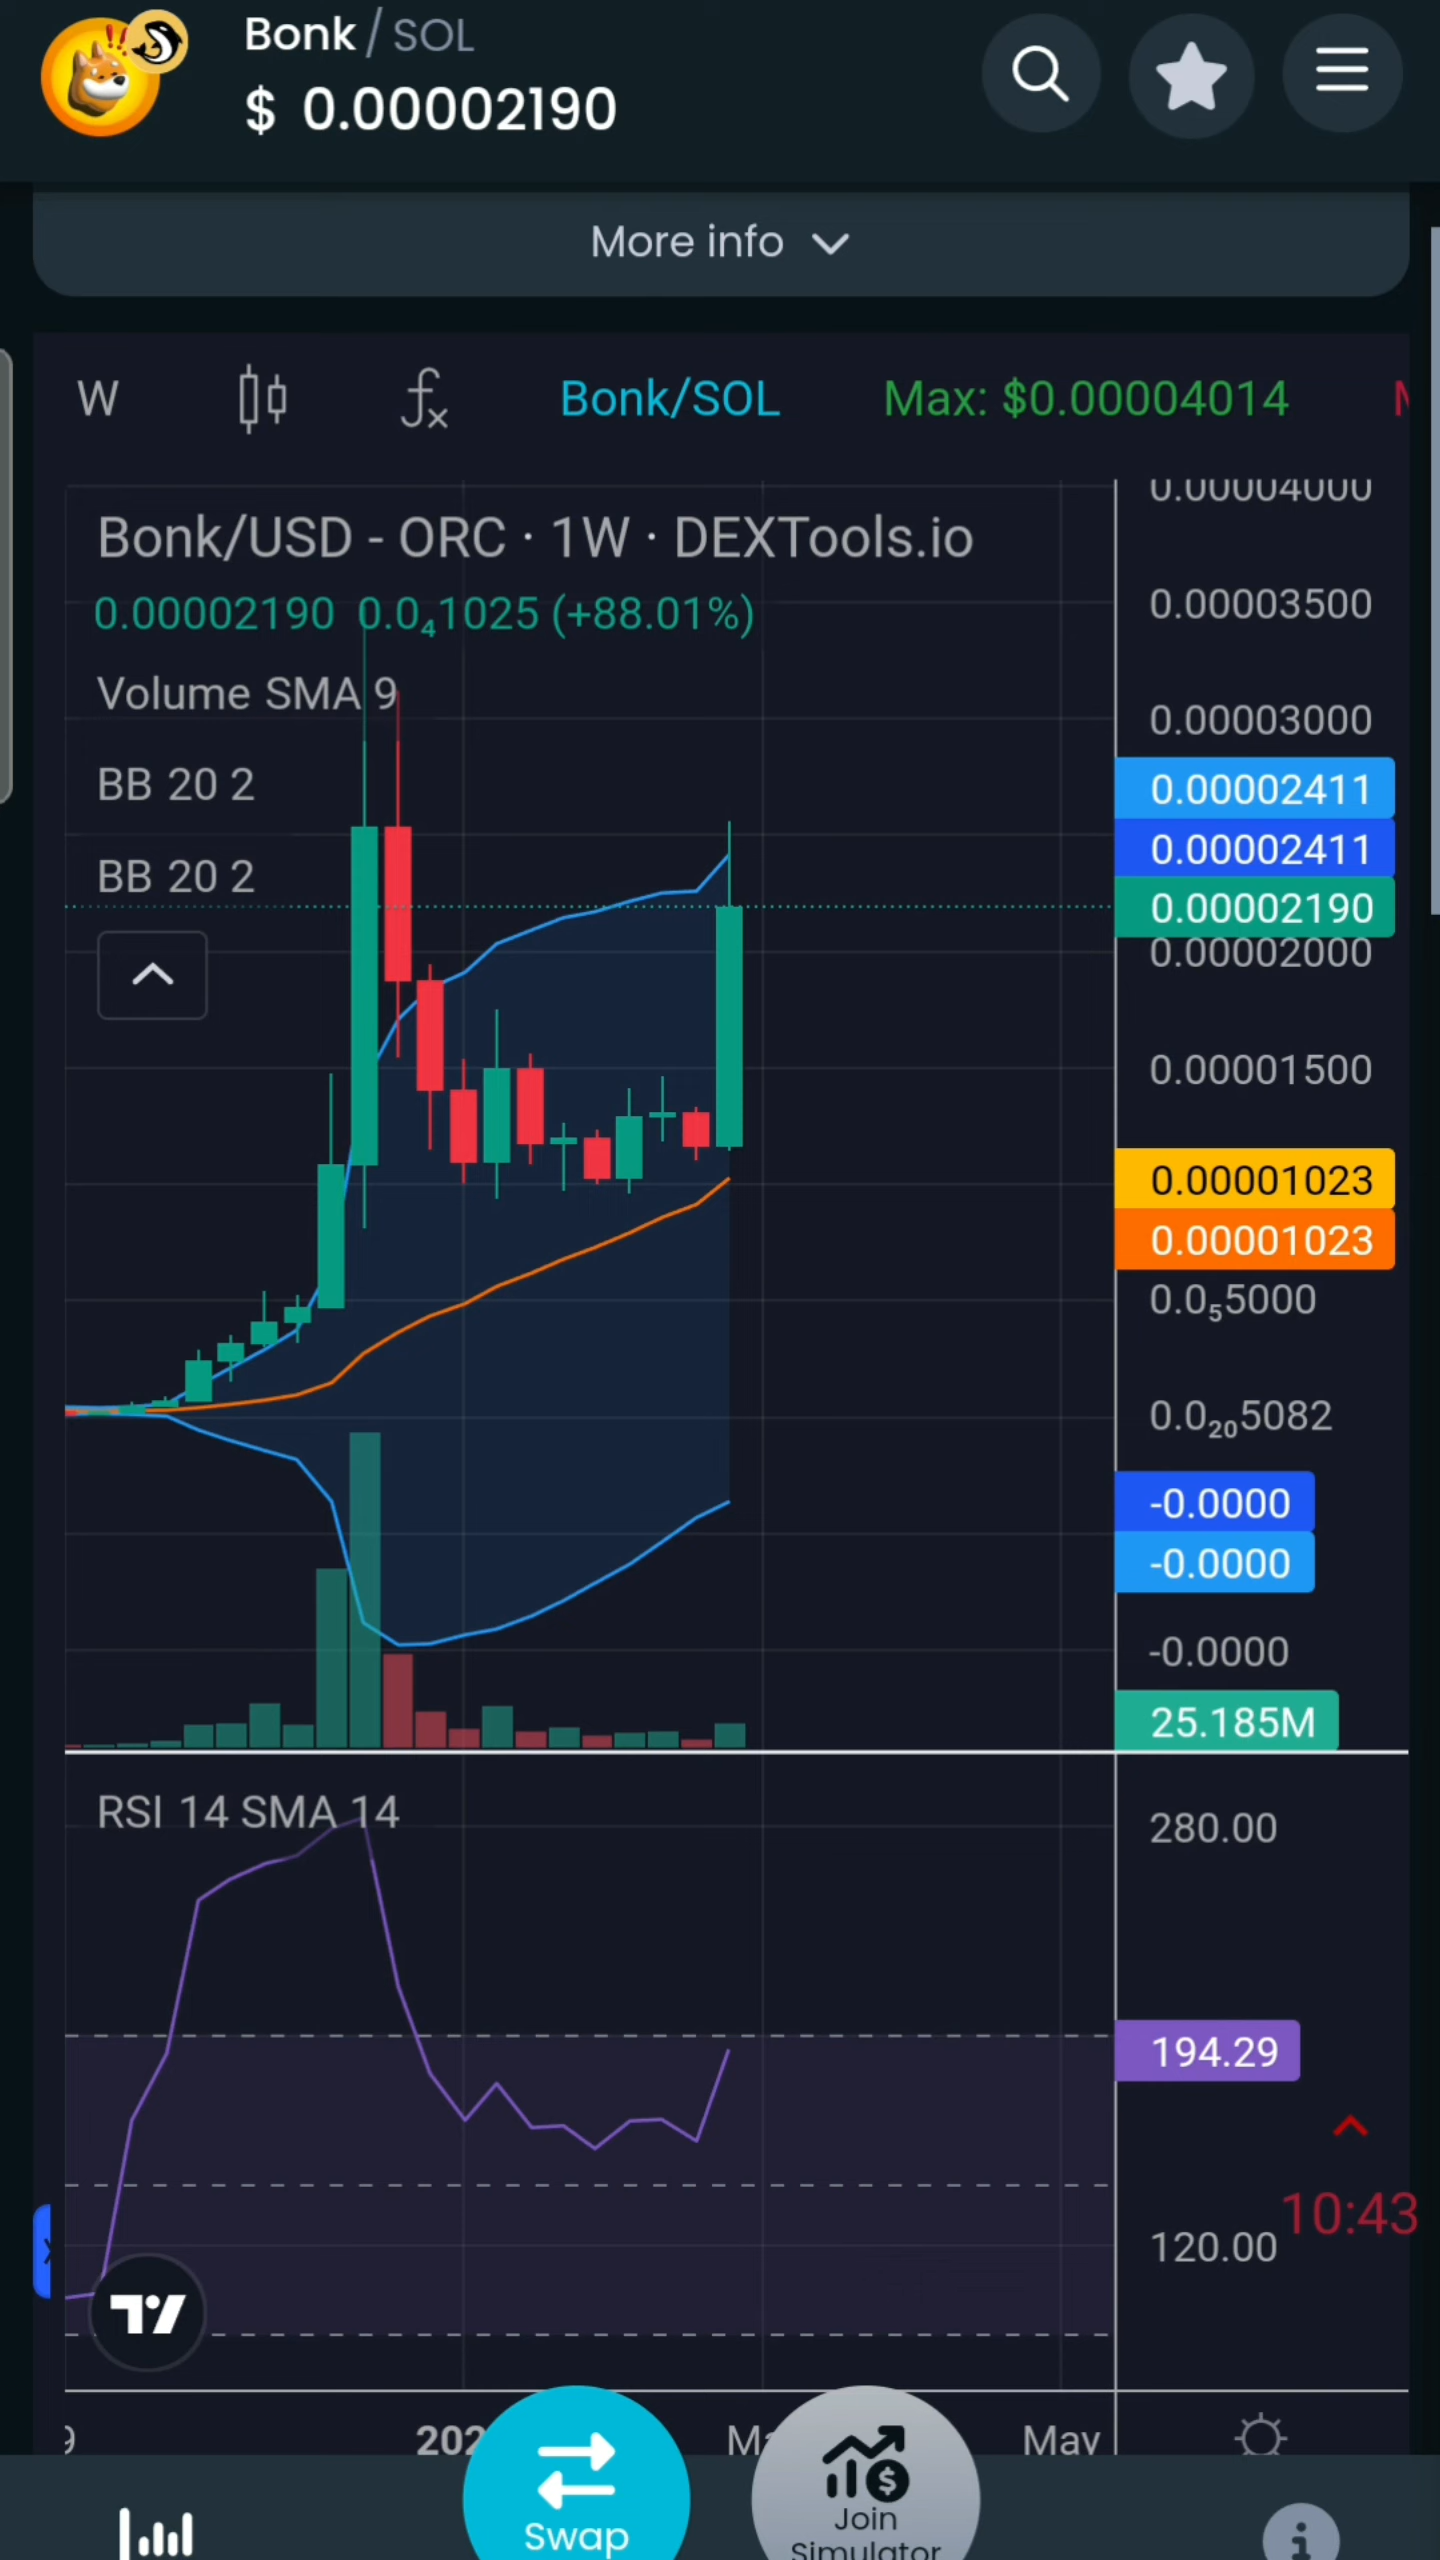 Bonk / SOL
$ 0.00002190
More info
W
Bonk/SOL
Max: $0.00004014
0.00004000
Bonk/USD - ORC · 1W · DEXTools.io
0.00002190 0.0₄1025 (+88.01%)
0.00003500
Volume SMA 9
0.00003000
BB 20 2
0.00002411
0.00002411
BB 20 2
0.00002190
0.00002000
0.00001500
0.00001023
0.00001023
0.0₅5000
0.0₂₀5082
-0.0000
-0.0000
-0.0000
25.185M
RSI 14 SMA 14
280.00
194.29
10:43
120.00
May
Swap
Join
Simulator